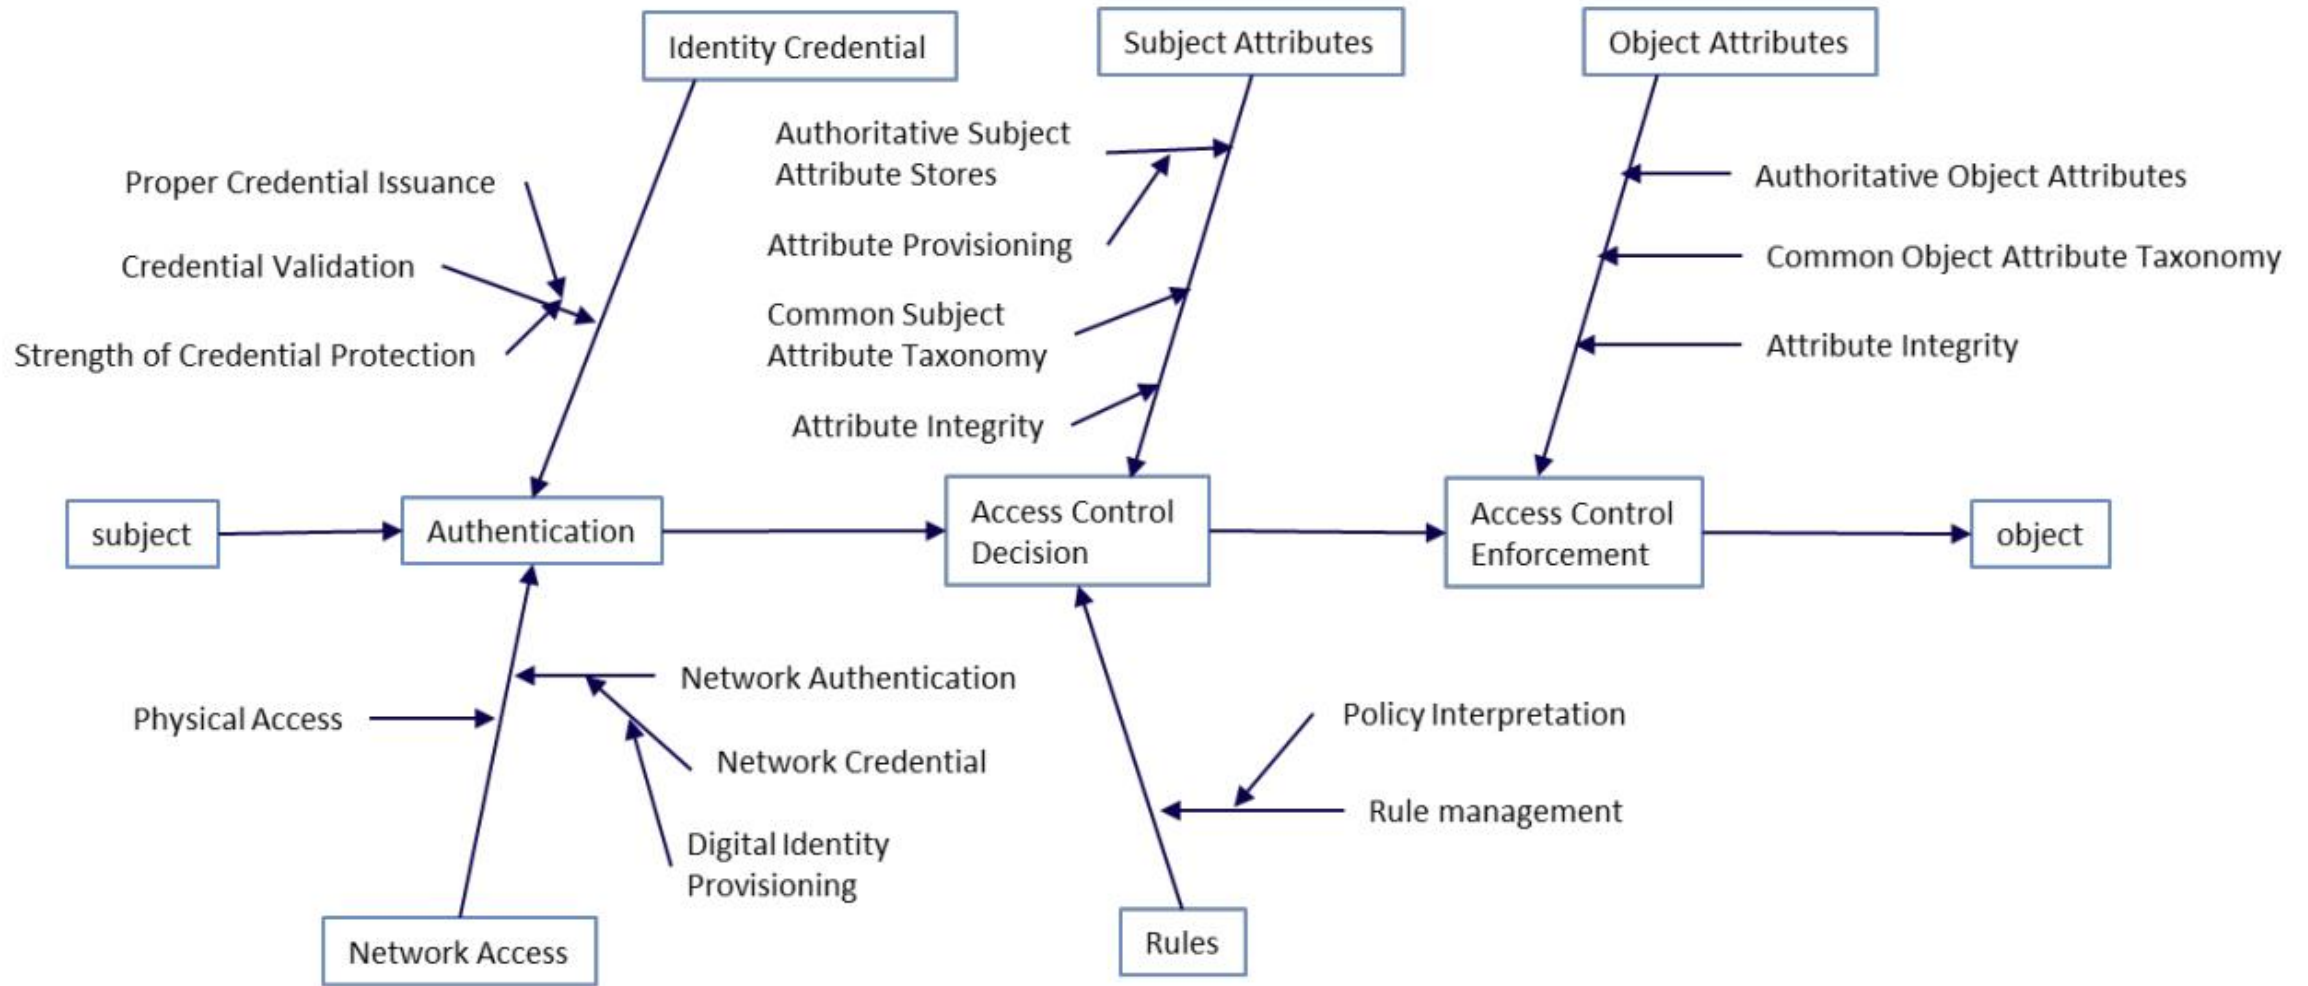 Identity Credential
Subject Attributes
Object Attributes
Authoritative Subject
Attribute Stores
Proper Credential Issuance
Authoritative Object Attributes
Attribute Provisioning
Credential Validation
Common Object Attribute Taxonomy
Common Subject
Attribute Taxonomy
Strength of Credential Protection
Attribute Integrity
Attribute Integrity
subject
Authentication
Access Control
Decision
Access Control
Enforcement
object
Network Authentication
Physical Access
Policy Interpretation
Network Credential
Rule management
Digital Identity
Provisioning
Network Access
Rules